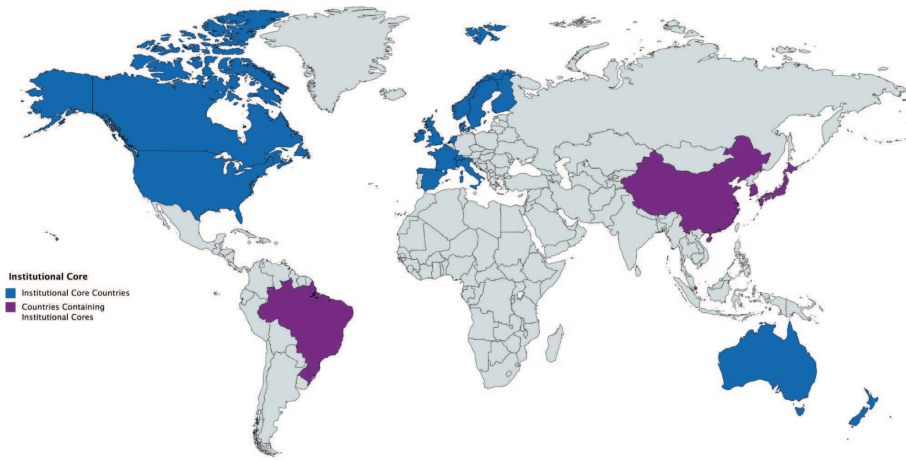 Institutional Core
Institutional Core Countries
Countries Containing
Institutional Cores